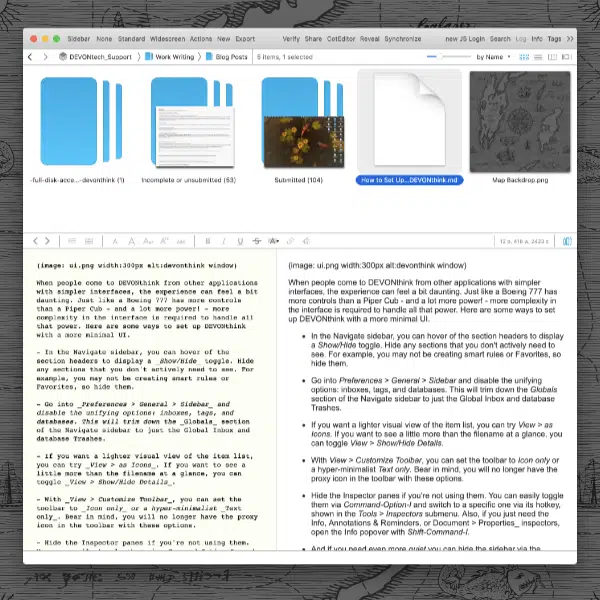 Sidebar None Standard Widescreen Actions New Export Verify Share CotEditor Reveal Synchronize new JS Login Search Log Info Tags >>
DEVONtech_Support Work Writing Blog Posts 5 items, 1 selected by Name
-full-disk-acce...-devonthink (1) Incomplete or unsubmitted (53) Submitted (104) How to Set Up...DEVONthink.md Map Backdrop.png
(image: ui.png width:300px alt:devonthink window)
When people come to DEVONthink from other applications
with simpler interfaces, the experience can feel a bit
daunting. Just like a Boeing 777 has more controls
than a Piper Cub - and a lot more power! - more
complexity in the interface is required to handle all
that power. Here are some ways to set up DEVONthink
with a more minimal UI.
- In the Navigate sidebar, you can hover of the
section headers to display a _Show/Hide_ toggle. Hide
any sections that you don't actively need to see. For
example, you may not be creating smart rules or
Favorites, so hide them.
- Go into _Preferences > General > Sidebar_ and
disable the unifying options: inboxes, tags, and
databases. This will trim down the _Globals_ section
of the Navigate sidebar to just the Global Inbox and
database Trashes.
- If you want a lighter visual view of the item list,
you can try _View > as Icons_. If you want to see a
little more than the filename at a glance, you can
toggle _View > Show/Hide Details_.
- With _View > Customize Toolbar_, you can set the
toolbar to _Icon only_ or a hyper-minimalist _Text
only_. Bear in mind, you will no longer have the proxy
icon in the toolbar with these options.
- Hide the Inspector panes if you're not using them.
(image: ui.png width:300px alt:devonthink window)
When people come to DEVONthink from other applications with simpler
interfaces, the experience can feel a bit daunting. Just like a Boeing 777 has
more controls than a Piper Cub - and a lot more power! - more complexity in
the interface is required to handle all that power. Here are some ways to set
up DEVONthink with a more minimal UI.
• In the Navigate sidebar, you can hover of the section headers to display
a Show/Hide toggle. Hide any sections that you don't actively need to
see. For example, you may not be creating smart rules or Favorites, so
hide them.
• Go into Preferences > General > Sidebar and disable the unifying
options: inboxes, tags, and databases. This will trim down the Globals
section of the Navigate sidebar to just the Global Inbox and database
Trashes.
• If you want a lighter visual view of the item list, you can try View > as
Icons. If you want to see a little more than the filename at a glance, you
can toggle View > Show/Hide Details.
• With View > Customize Toolbar, you can set the toolbar to Icon only or
a hyper-minimalist Text only. Bear in mind, you will no longer have the
proxy icon in the toolbar with these options.
• Hide the Inspector panes if you're not using them. You can easily toggle
them via Command-Option-I and switch to a specific one via its hotkey,
shown in the Tools > Inspectors submenu. Also, if you just need the
Info, Annotations & Reminders, or Document > Properties_ inspectors,
open the Info popover with Shift-Command-I.
• And if you need even more quiet you can hide the sidebar via the